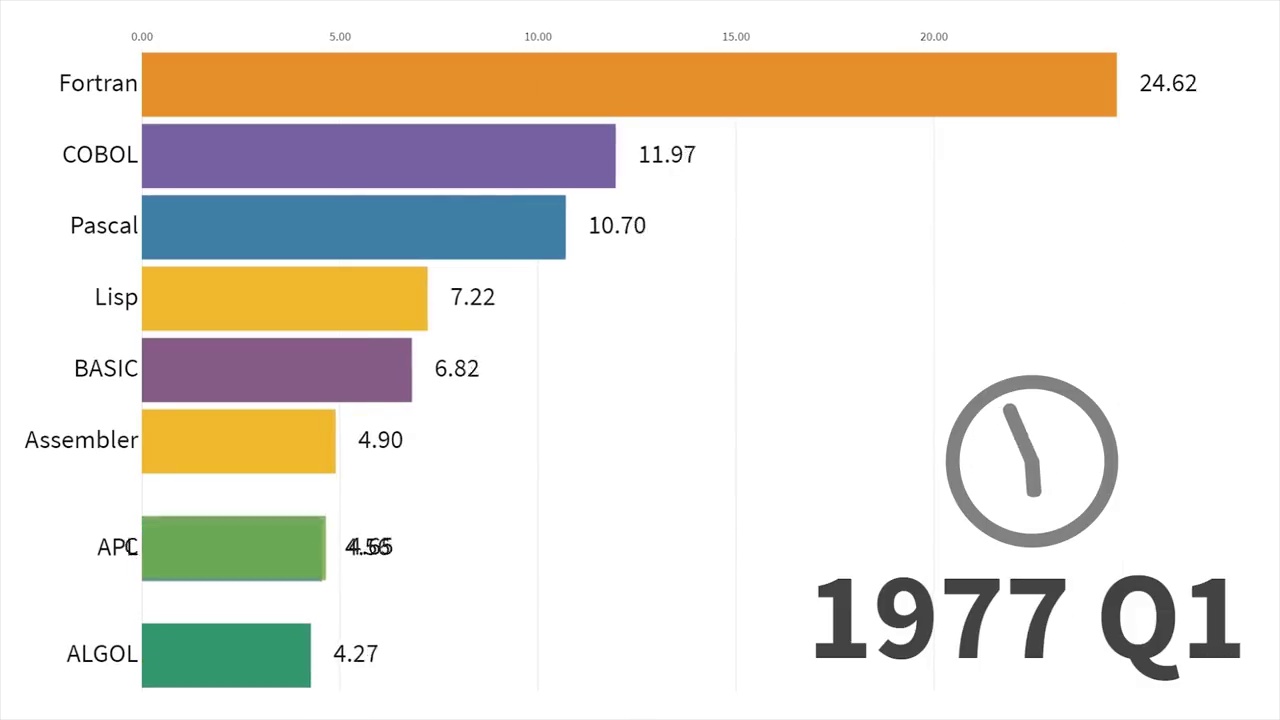 0.00 5.00 10.00 15.00 20.00
Fortran 24.62
COBOL 11.97
Pascal 10.70
Lisp 7.22
BASIC 6.82
Assembler 4.90
APL
C
ALGOL 4.27
1977 Q1